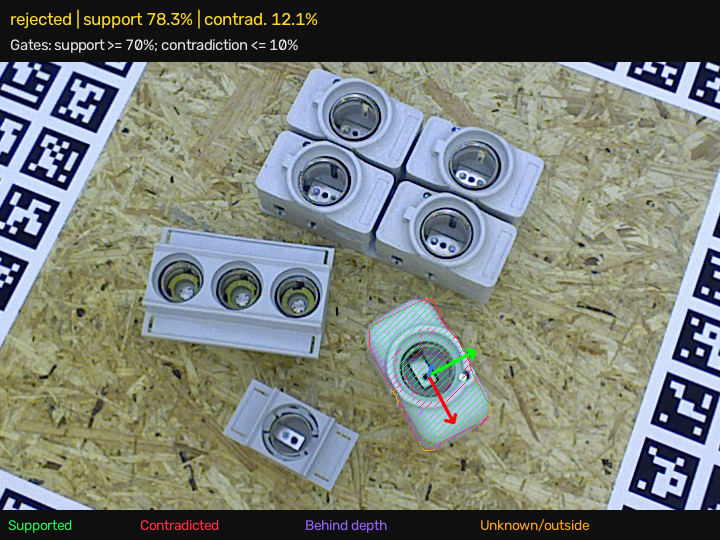 rejected | support 78.3% | contrad. 12.1%
Gates: support >= 70%; contradiction <= 10%
Supported Contradicted Behind depth Unknown/outside